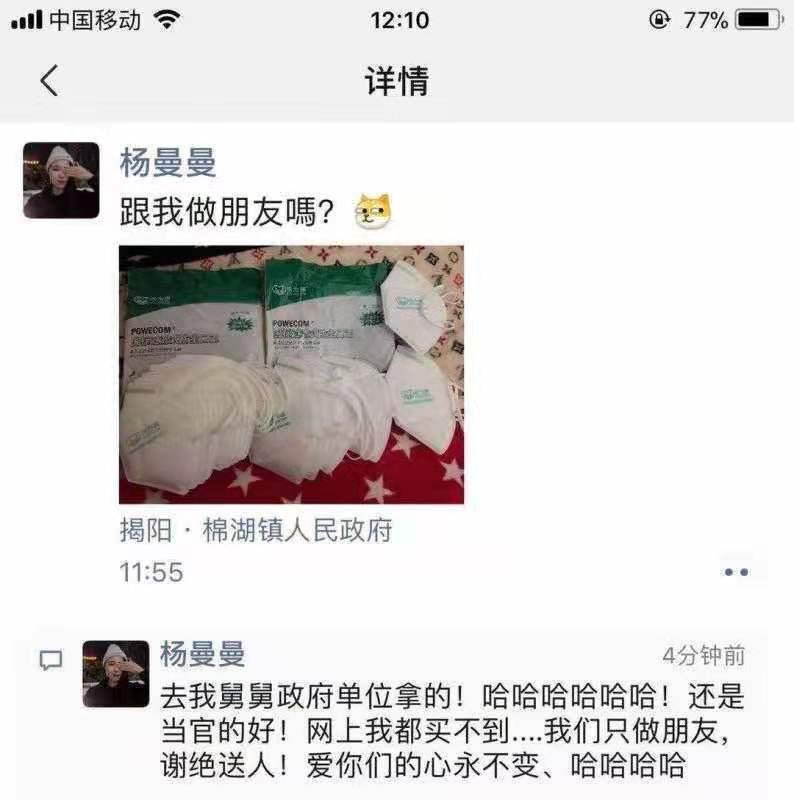 中国移动
12:10
77%
详情
杨曼曼
跟我做朋友嗎？
POWECOM
POWECOM
揭阳 · 棉湖镇人民政府
11:55
杨曼曼
4分钟前
去我舅舅政府单位拿的！哈哈哈哈哈哈！还是
当官的好！网上我都买不到....我们只做朋友，
谢绝送人！爱你们的心永不变、哈哈哈哈